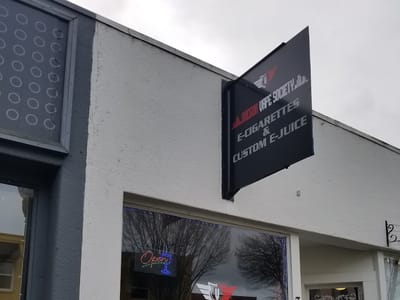 VAPE SOCIETY
E-CIGARETTES
&
CUSTOM E-JUICE
Open